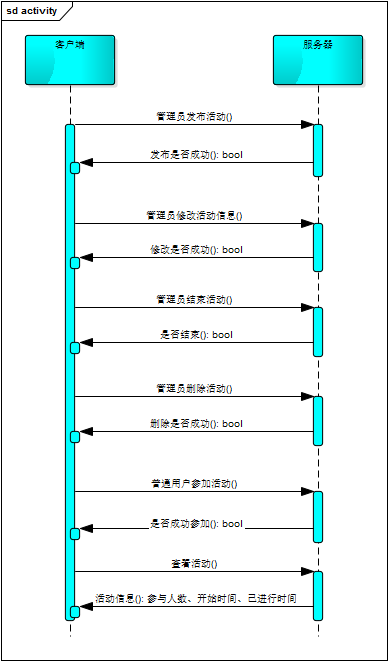 sd activity
客户端
服务器
管理员发布活动()
发布是否成功(): bool
管理员修改活动信息()
修改是否成功(): bool
管理员结束活动()
是否结束(): bool
管理员删除活动()
删除是否成功(): bool
普通用户参加活动()
是否成功参加(): bool
查看活动()
活动信息(): 参与人数、开始时间、已进行时间